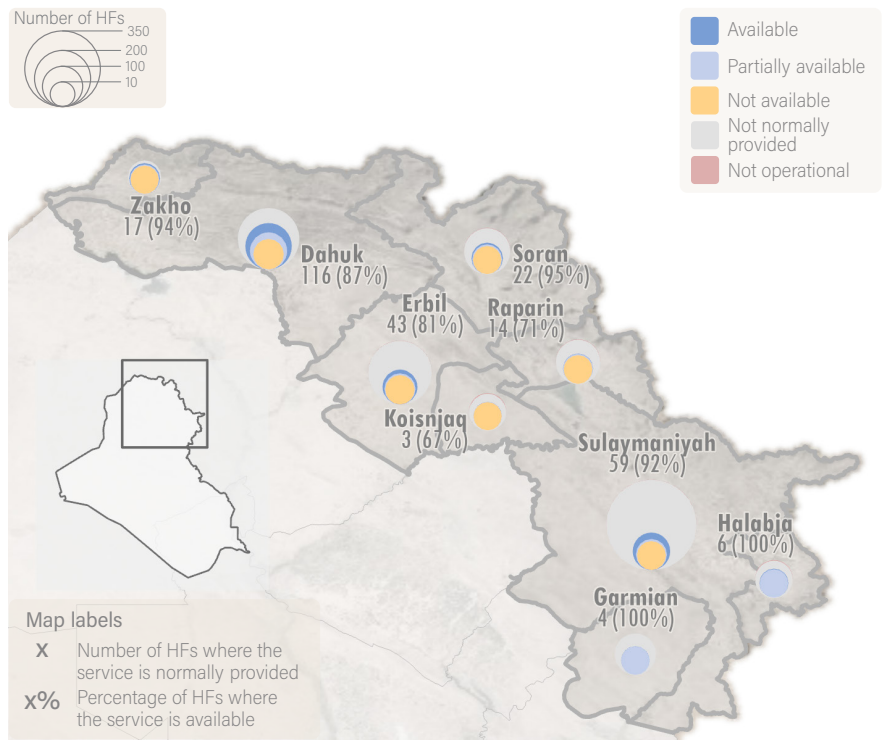 Number of HFs
350
200
100
10
Available
Partially available
Not available
Not normally
provided
Not operational
Zakho
17 (94%)
Dahuk
116 (87%)
Soran
22 (95%)
Erbil
43 (81%)
Raparin
14 (71%)
Koisnjaq
3 (67%)
Sulaymaniyah
59 (92%)
Halabja
6 (100%)
Garmian
4 (100%)
Map labels
X Number of HFs where the
service is normally provided
x% Percentage of HFs where
the service is available